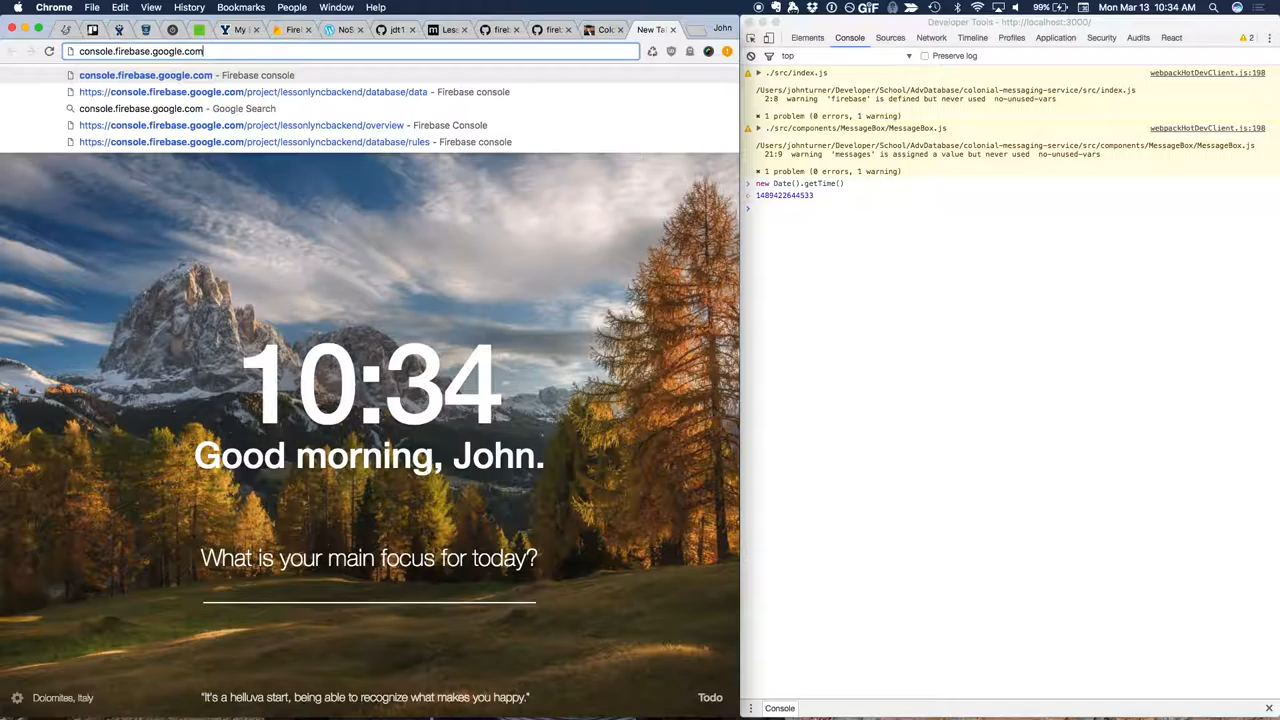 Chrome File Edit View History Bookmarks People Window Help
99% Mon Mar 13 10:34 AM
My NoS jdt1 Les Colo New Ta John
console.firebase.google.com
console.firebase.google.com - Firebase console
https://console.firebase.google.com/project/lessonlyncbackend/database/data - Firebase console
console.firebase.google.com - Google Search
https://console.firebase.google.com/project/lessonlyncbackend/overview - Firebase Console
https://console.firebase.google.com/project/lessonlyncbackend/database/rules - Firebase console
10:34
Good morning, John.
What is your main focus for today?
Dolomites, Italy
"It's a helluva start, being able to recognize what makes you happy."
Todo
Developer Tools - http://localhost:3000/
Elements Console Sources Network Timeline Profiles Application Security Audits React 2
top Preserve log
./src/index.js webpackHotDevClient.js:198
/Users/johnturner/Developer/School/AdvDatabase/colonial-messaging-service/src/index.js
2:8 warning 'firebase' is defined but never used no-unused-vars
✖ 1 problem (0 errors, 1 warning)
./src/components/MessageBox/MessageBox.js webpackHotDevClient.js:198
/Users/johnturner/Developer/School/AdvDatabase/colonial-messaging-service/src/components/MessageBox/MessageBox.js
21:9 warning 'messages' is assigned a value but never used no-unused-vars
✖ 1 problem (0 errors, 1 warning)
new Date().getTime()
1489422644533
Console